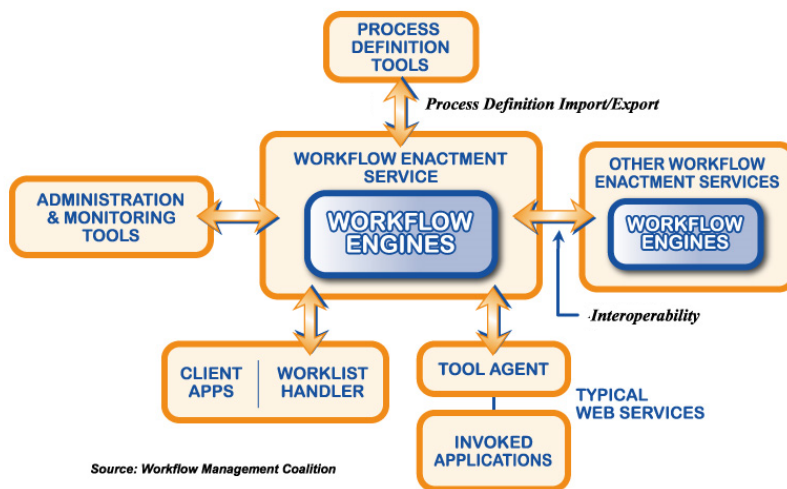 PROCESS
DEFINITION
TOOLS
Process Definition Import/Export
WORKFLOW ENACTMENT
SERVICE
WORKFLOW
ENGINES
OTHER WORKFLOW
ENACTMENT SERVICES
WORKFLOW
ENGINES
ADMINISTRATION
& MONITORING
TOOLS
Interoperability
CLIENT
APPS
WORKLIST
HANDLER
TOOL AGENT
TYPICAL
WEB SERVICES
INVOKED
APPLICATIONS
Source: Workflow Management Coalition